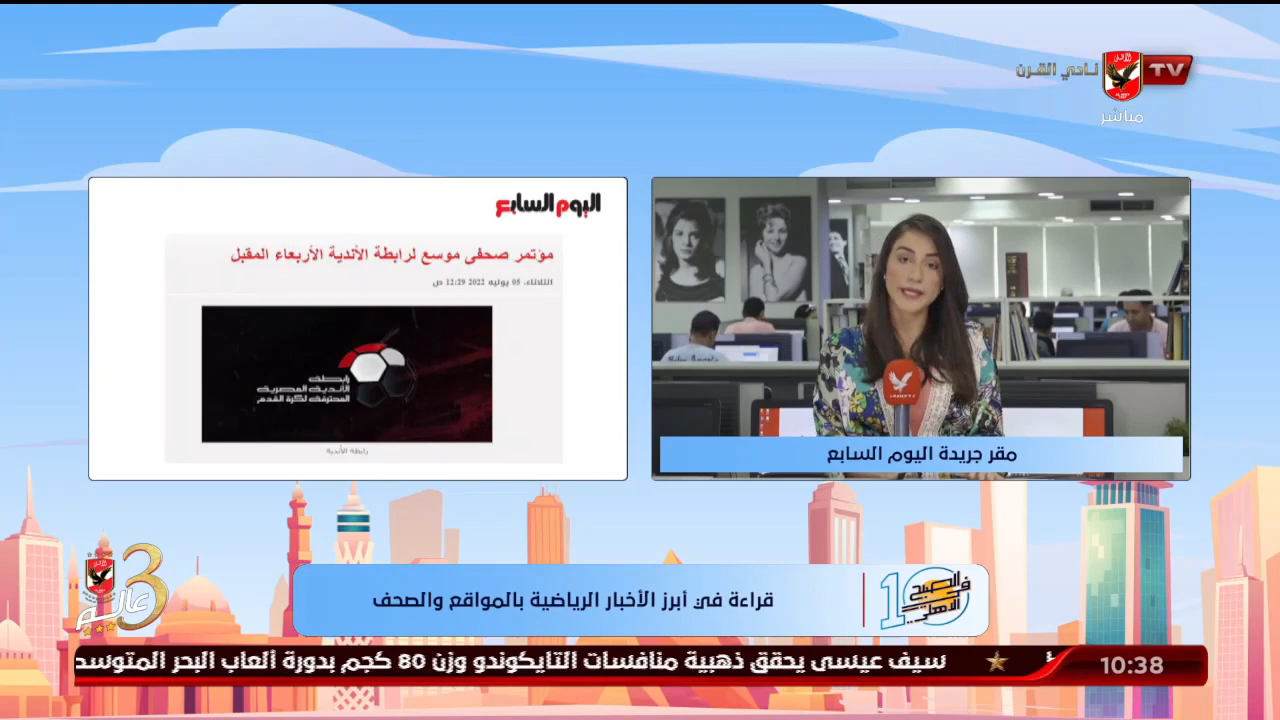 نادي القرن
TV
مباشر
اليوم السابع
مؤتمر صحفى موسع لرابطة الأندية الأربعاء المقبل
الثلاثاء، 05 يوليه 2022 12:29 ص
رابطة
الأندية المصرية
المحترفة لكرة القدم
رابطة الأندية
مقر جريدة اليوم السابع
3
عالم
10
الصبح
في
الأهلي
قراءة في أبرز الأخبار الرياضية بالمواقع والصحف
سيف عيسى يحقق ذهبية منافسات التايكوندو وزن 80 كجم بدورة ألعاب البحر المتوسط
10:38